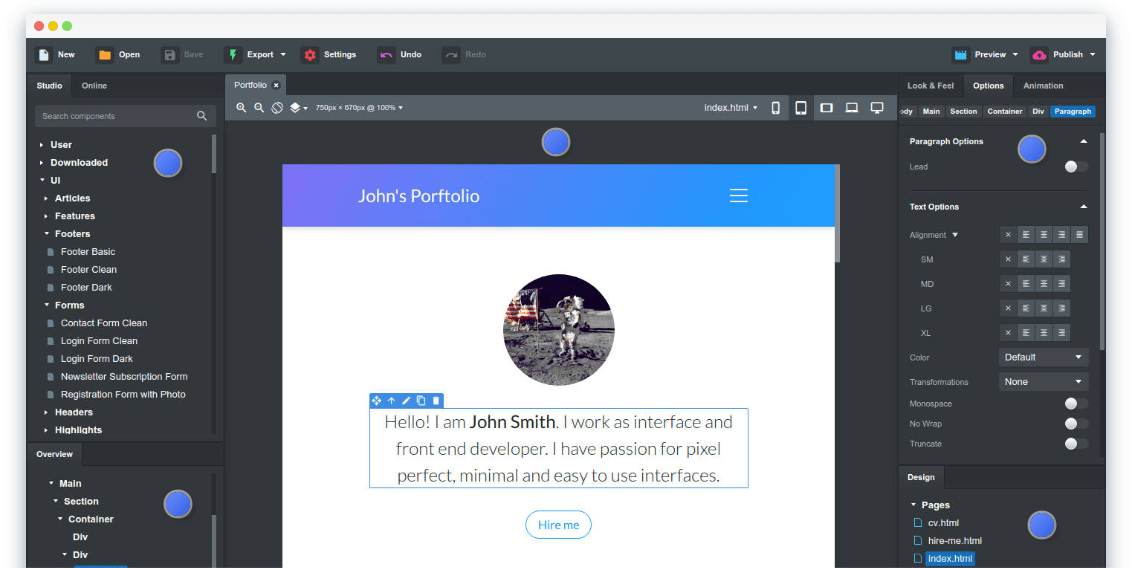 New Open Save Export Settings Undo Redo Preview Publish
Studio Online
Portfolio
Look & Feel Options Animation
Search components
750px × 670px @ 100%
index.html
ody Main Section Container Div Paragraph
User
Downloaded
UI
Articles
Features
Footers
Footer Basic
Footer Clean
Footer Dark
Forms
Contact Form Clean
Login Form Clean
Login Form Dark
Newsletter Subscription Form
Registration Form with Photo
Headers
Highlights
Overview
Main
Section
Container
Div
Div
John's Porftolio
Hello! I am John Smith. I work as interface and
front end developer. I have passion for pixel
perfect, minimal and easy to use interfaces.
Hire me
Paragraph Options
Lead
Text Options
Alignment
SM
MD
LG
XL
Color Default
Transformations None
Monospace
No Wrap
Truncate
Design
Pages
cv.html
hire-me.html
index.html